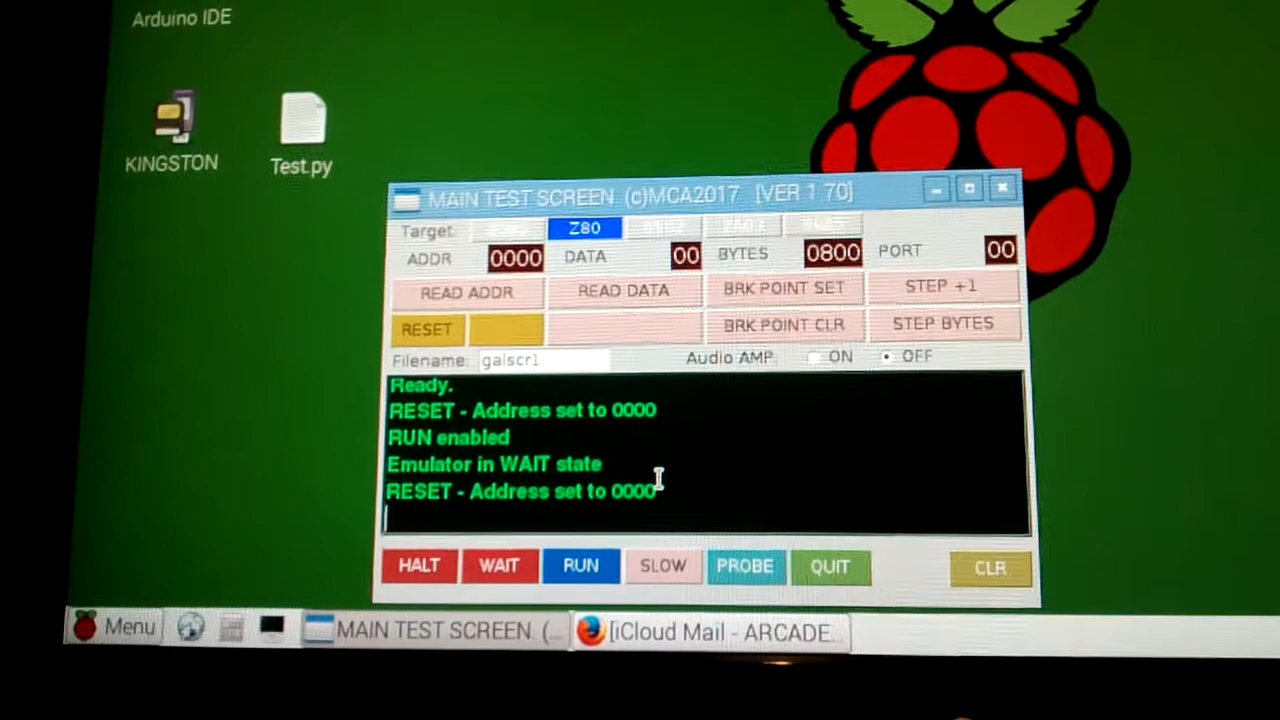 Arduino IDE
KINGSTON
Test.py
MAIN TEST SCREEN (c)MCA2017 [VER 1 70]
Target: Z80
ADDR 0000 DATA 00 BYTES 0800 PORT 00
READ ADDR READ DATA BRK POINT SET STEP +1
RESET BRK POINT CLR STEP BYTES
Filename: galscr1 Audio AMP ON OFF
Ready.
RESET - Address set to 0000
RUN enabled
Emulator in WAIT state
RESET - Address set to 0000
HALT WAIT RUN SLOW PROBE QUIT CLR
Menu MAIN TEST SCREEN (... [iCloud Mail - ARCADE...